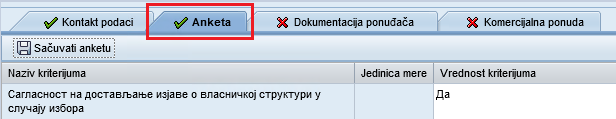 Kontakt podaci Anketa Dokumentacija ponuđača Komercijalna ponuda
Sačuvati anketu
Naziv kriterijuma Jedinica mere Vrednost kriterijuma
Сагласност на достављање изјаве о власничкој структури у Да
случају избора